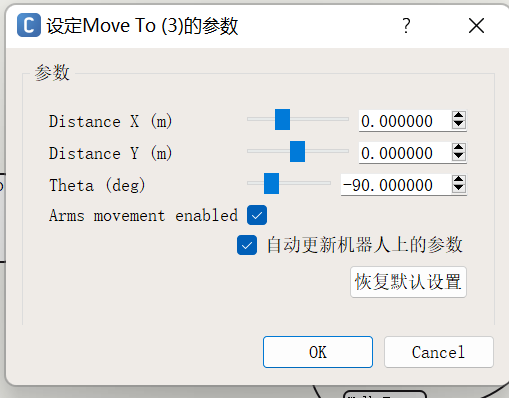 C 设定Move To (3)的参数 ?
参数
Distance X (m) 0.000000
Distance Y (m) 0.000000
Theta (deg) -90.000000
Arms movement enabled
自动更新机器人上的参数
恢复默认设置
OK Cancel